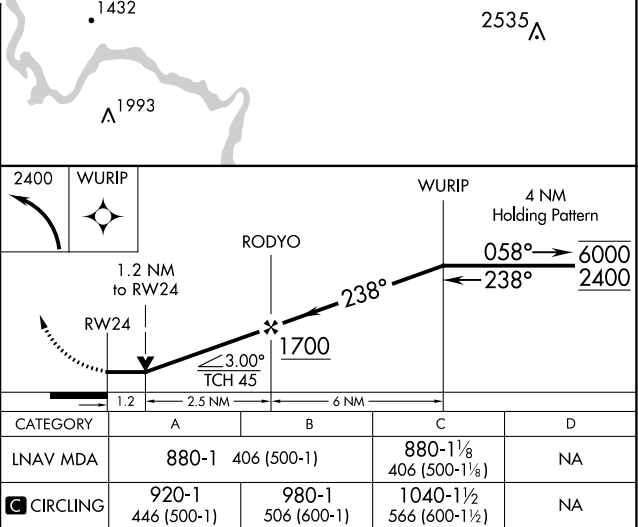 1432
2535
1993
2400 WURIP
WURIP
4 NM
Holding Pattern
RODYO
058° 6000
238° 2400
1.2 NM
to RW24
238°
RW24
1700
3.00°
TCH 45
1.2 2.5 NM 6 NM
CATEGORY A B C D
LNAV MDA 880-1 406 (500-1) 880-1⅛ NA
406 (500-1⅛)
C CIRCLING 920-1 980-1 1040-1½ NA
446 (500-1) 506 (600-1) 566 (600-1½)